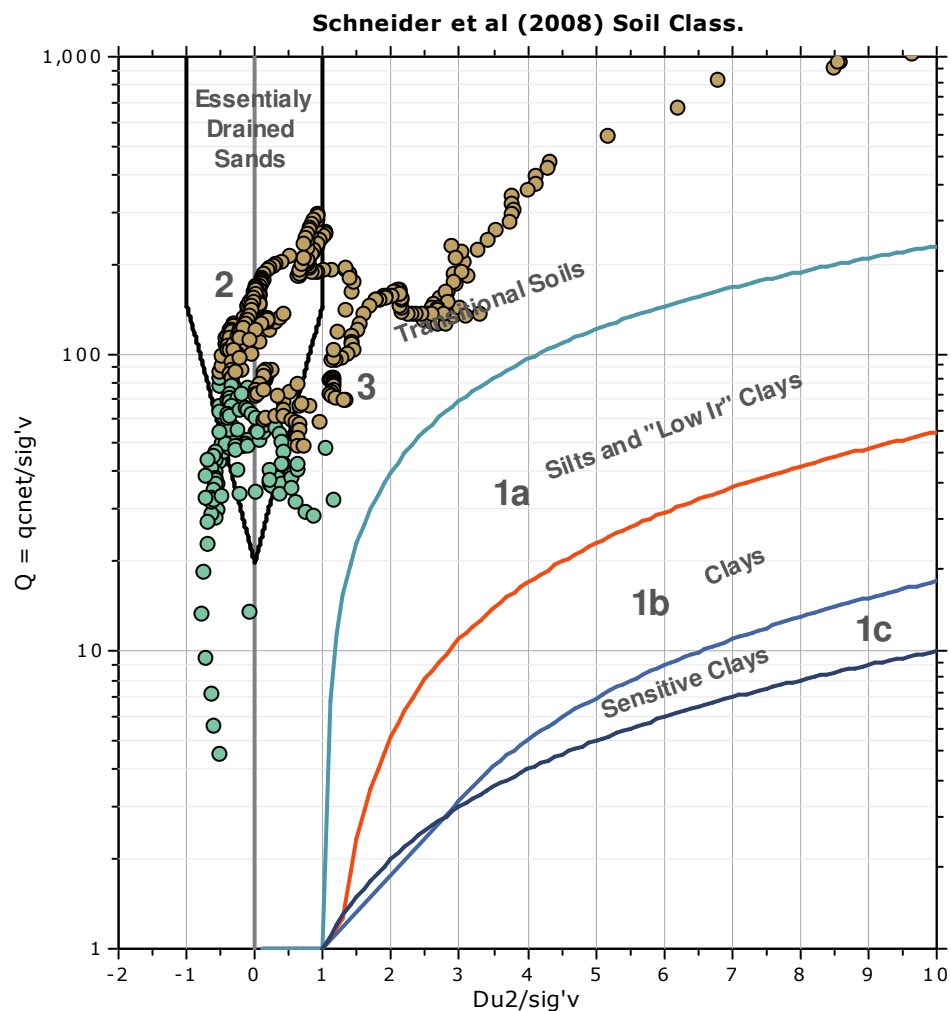 Schneider et al (2008) Soil Class.
1,000
Essentialy
Drained
Sands
2
Transitional Soils
100
3
Silts and "Low Ir" Clays
1a
Q = qcnet/sig'v
Clays
1b
1c
10
Sensitive Clays
1
-2 -1 0 1 2 3 4 5 6 7 8 9 10
Du2/sig'v